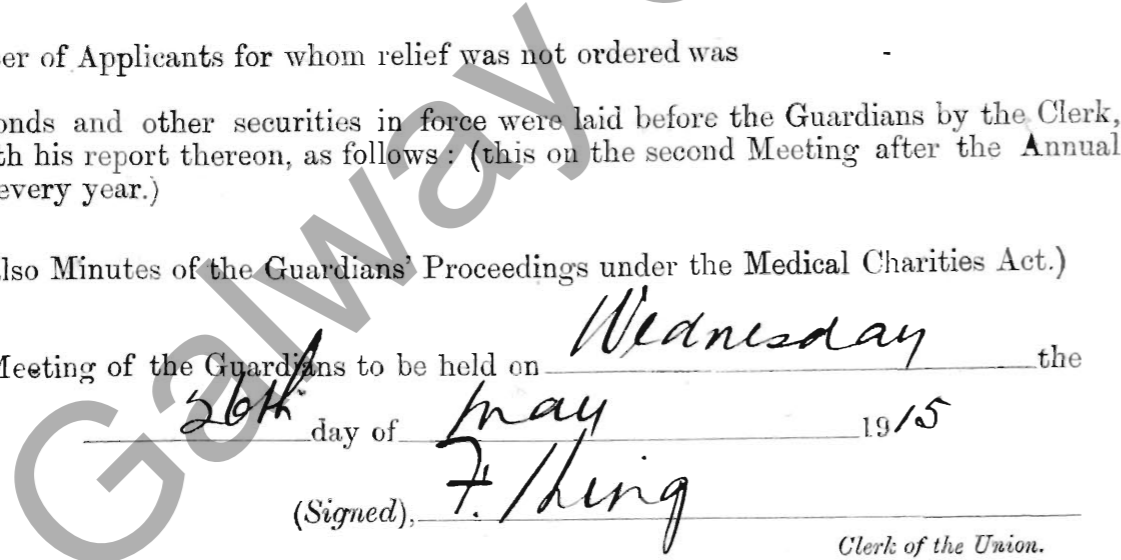 er of Applicants for whom relief was not ordered was -
onds and other securities in force were laid before the Guardians by the Clerk,
th his report thereon, as follows : (this on the second Meeting after the Annual
every year.)
lso Minutes of the Guardians' Proceedings under the Medical Charities Act.)
Meeting of the Guardians to be held on Wednesday the
26th day of May 1915
(Signed), F.
Clerk of the Union.
Galway